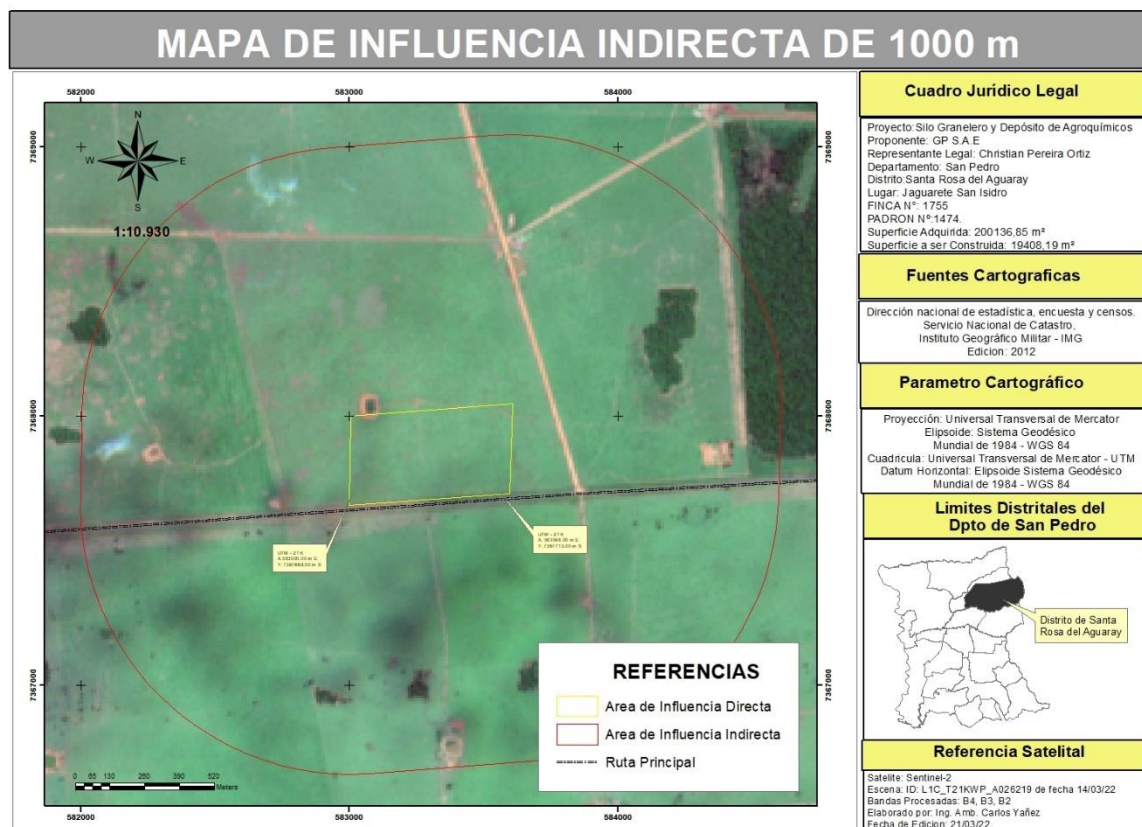 MAPA DE INFLUENCIA INDIRECTA DE 1000 m
582000
583000
584000
7369000
7369000
N
W
E
S
1:10.930
7368000
7368000
UTM - 21 K
UTM - 21 K
7367000
7367000
REFERENCIAS
Area de Influencia Directa
Area de Influencia Indirecta
Ruta Principal
0 65 130 260 390 520
Meters
582000
583000
584000
Cuadro Jurídico Legal
Proyecto:Silo Granelero y Depósito de Agroquímicos
Proponente: GP S.A.E
Representante Legal: Christian Pereira Ortiz
Departamento: San Pedro
Distrito:Santa Rosa del Aguaray
Lugar: Jaguarete San Isidro
FINCA Nº: 1755
PADRON Nº:1474.
Superficie Adquirida: 200136,85 m²
Superficie a ser Construida: 19408,19 m²
Fuentes Cartograficas
Dirección nacional de estadística, encuesta y censos.
Servicio Nacional de Catastro,
Instituto Geográfico Militar - IMG
Edicion: 2012
Parametro Cartográfico
Proyección: Universal Transversal de Mercator
Elipsoide: Sistema Geodésico
Mundial de 1984 - WGS 84
Cuadricula: Universal Transversal de Mercator - UTM
Datum Horizontal: Elipsoide Sistema Geodésico
Mundial de 1984 - WGS 84
Limites Distritales del
Dpto de San Pedro
Distrito de Santa
Rosa del Aguaray
Referencia Satelital
Satelite: Sentinel-2
Escena: ID: L1C_T21KWP_A026219 de fecha 14/03/22
Bandas Procesadas: B4, B3, B2
Elaborado por: Ing. Amb. Carlos Yañez
Fecha de Edicion: 21/03/22